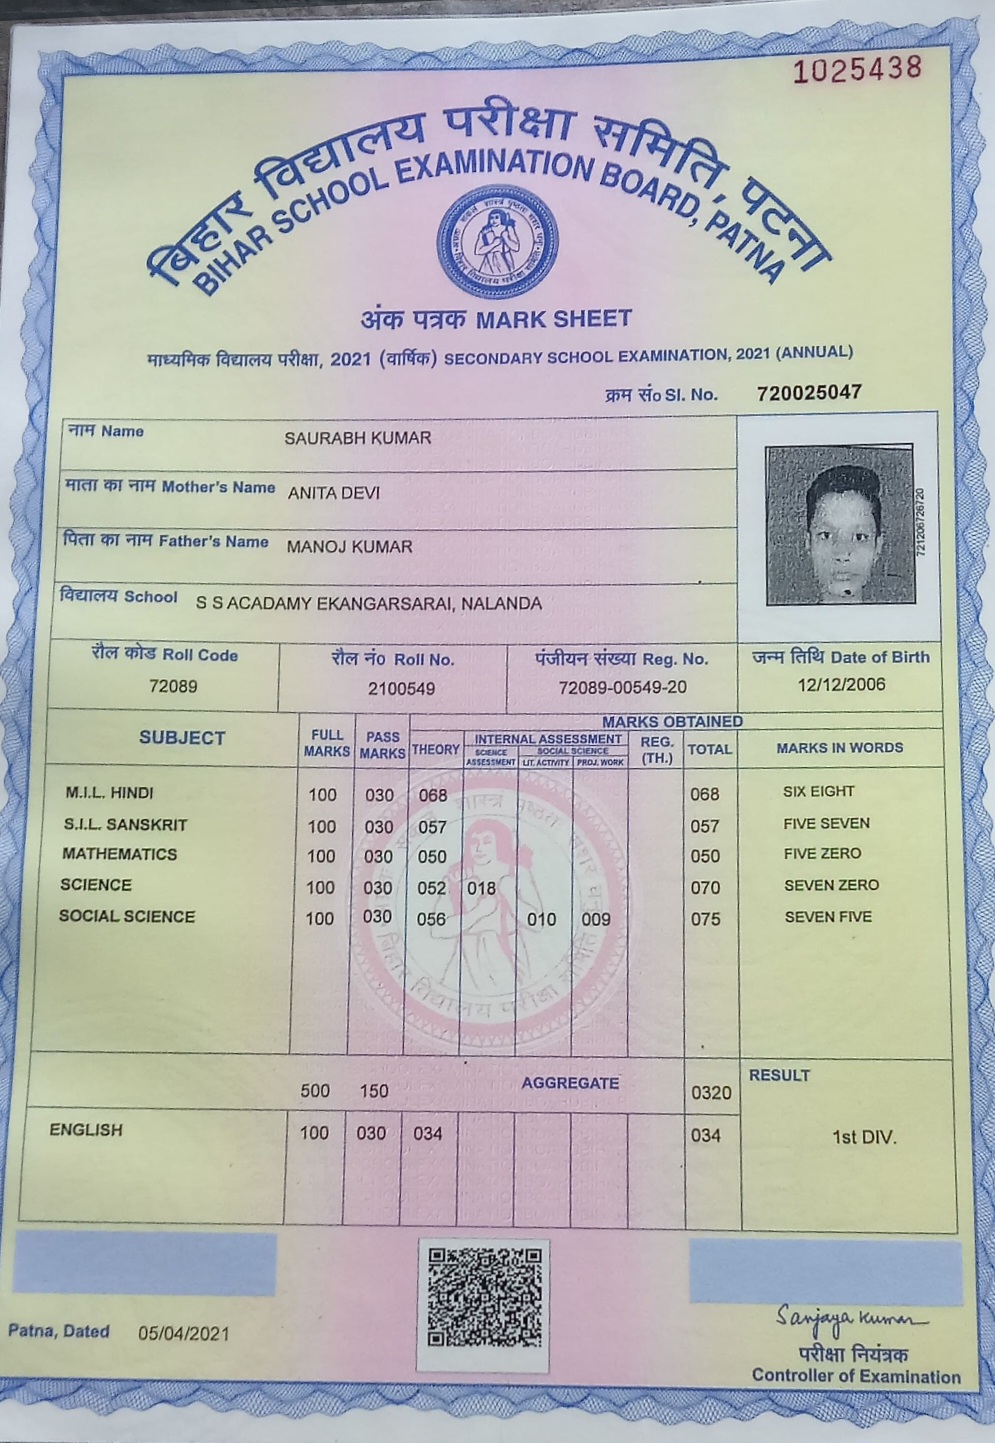 1025438
बिहार विद्यालय परीक्षा समिति, पटना
BIHAR SCHOOL EXAMINATION BOARD, PATNA
अंक पत्रक MARK SHEET
माध्यमिक विद्यालय परीक्षा, 2021 (वार्षिक) SECONDARY SCHOOL EXAMINATION, 2021 (ANNUAL)
क्रम सं० Sl. No. 720025047
नाम Name SAURABH KUMAR
माता का नाम Mother's Name ANITA DEVI
पिता का नाम Father's Name MANOJ KUMAR
विद्यालय School S S ACADAMY EKANGARSARAI, NALANDA
721206726720
रौल कोड Roll Code रौल नं० Roll No. पंजीयन संख्या Reg. No. जन्म तिथि Date of Birth
72089 2100549 72089-00549-20 12/12/2006
SUBJECT FULL MARKS PASS MARKS MARKS OBTAINED
THEORY INTERNAL ASSESSMENT REG. (TH.) TOTAL MARKS IN WORDS
SCIENCE ASSESSMENT SOCIAL SCIENCE LIT. ACTIVITY PROJ. WORK
M.I.L. HINDI 100 030 068 068 SIX EIGHT
S.I.L. SANSKRIT 100 030 057 057 FIVE SEVEN
MATHEMATICS 100 030 050 050 FIVE ZERO
SCIENCE 100 030 052 018 070 SEVEN ZERO
SOCIAL SCIENCE 100 030 056 010 009 075 SEVEN FIVE
बिहार विद्यालय परीक्षा समिति
500 150 AGGREGATE 0320 RESULT
ENGLISH 100 030 034 034 1st DIV.
Patna, Dated 05/04/2021
Sanjaya Kumar
परीक्षा नियंत्रक
Controller of Examination